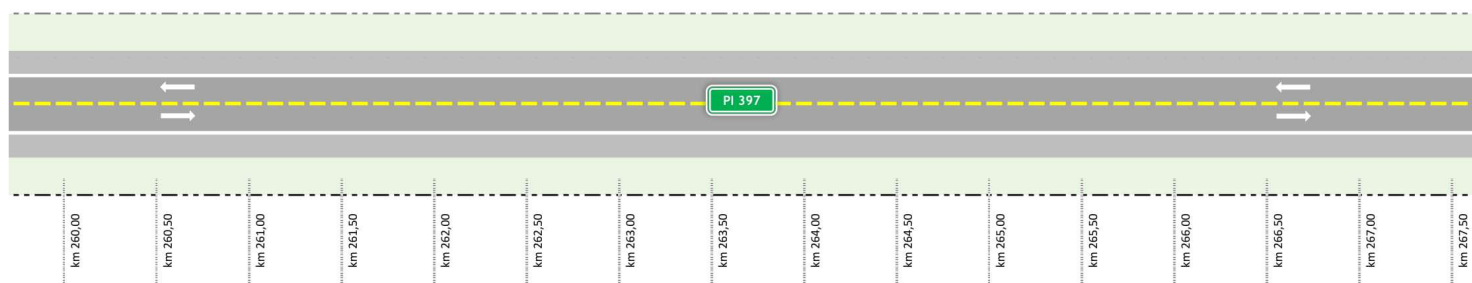 PI 397
km 260,00
km 260,50
km 261,00
km 261,50
km 262,00
km 262,50
km 263,00
km 263,50
km 264,00
km 264,50
km 265,00
km 265,50
km 266,00
km 266,50
km 267,00
km 267,50